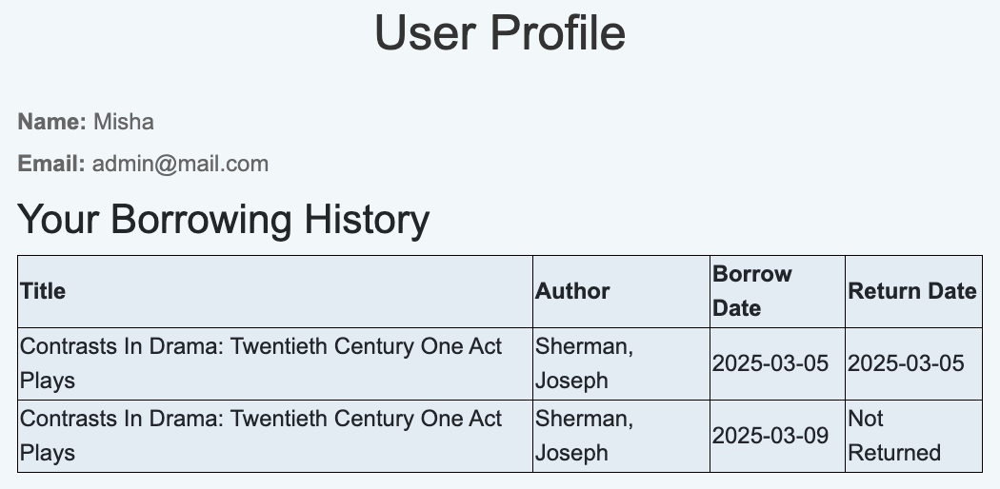 User Profile
Name: Misha
Email: admin@mail.com
Your Borrowing History
Title Author Borrow Date Return Date
Contrasts In Drama: Twentieth Century One Act Plays Sherman, Joseph 2025-03-05 2025-03-05
Contrasts In Drama: Twentieth Century One Act Plays Sherman, Joseph 2025-03-09 Not Returned